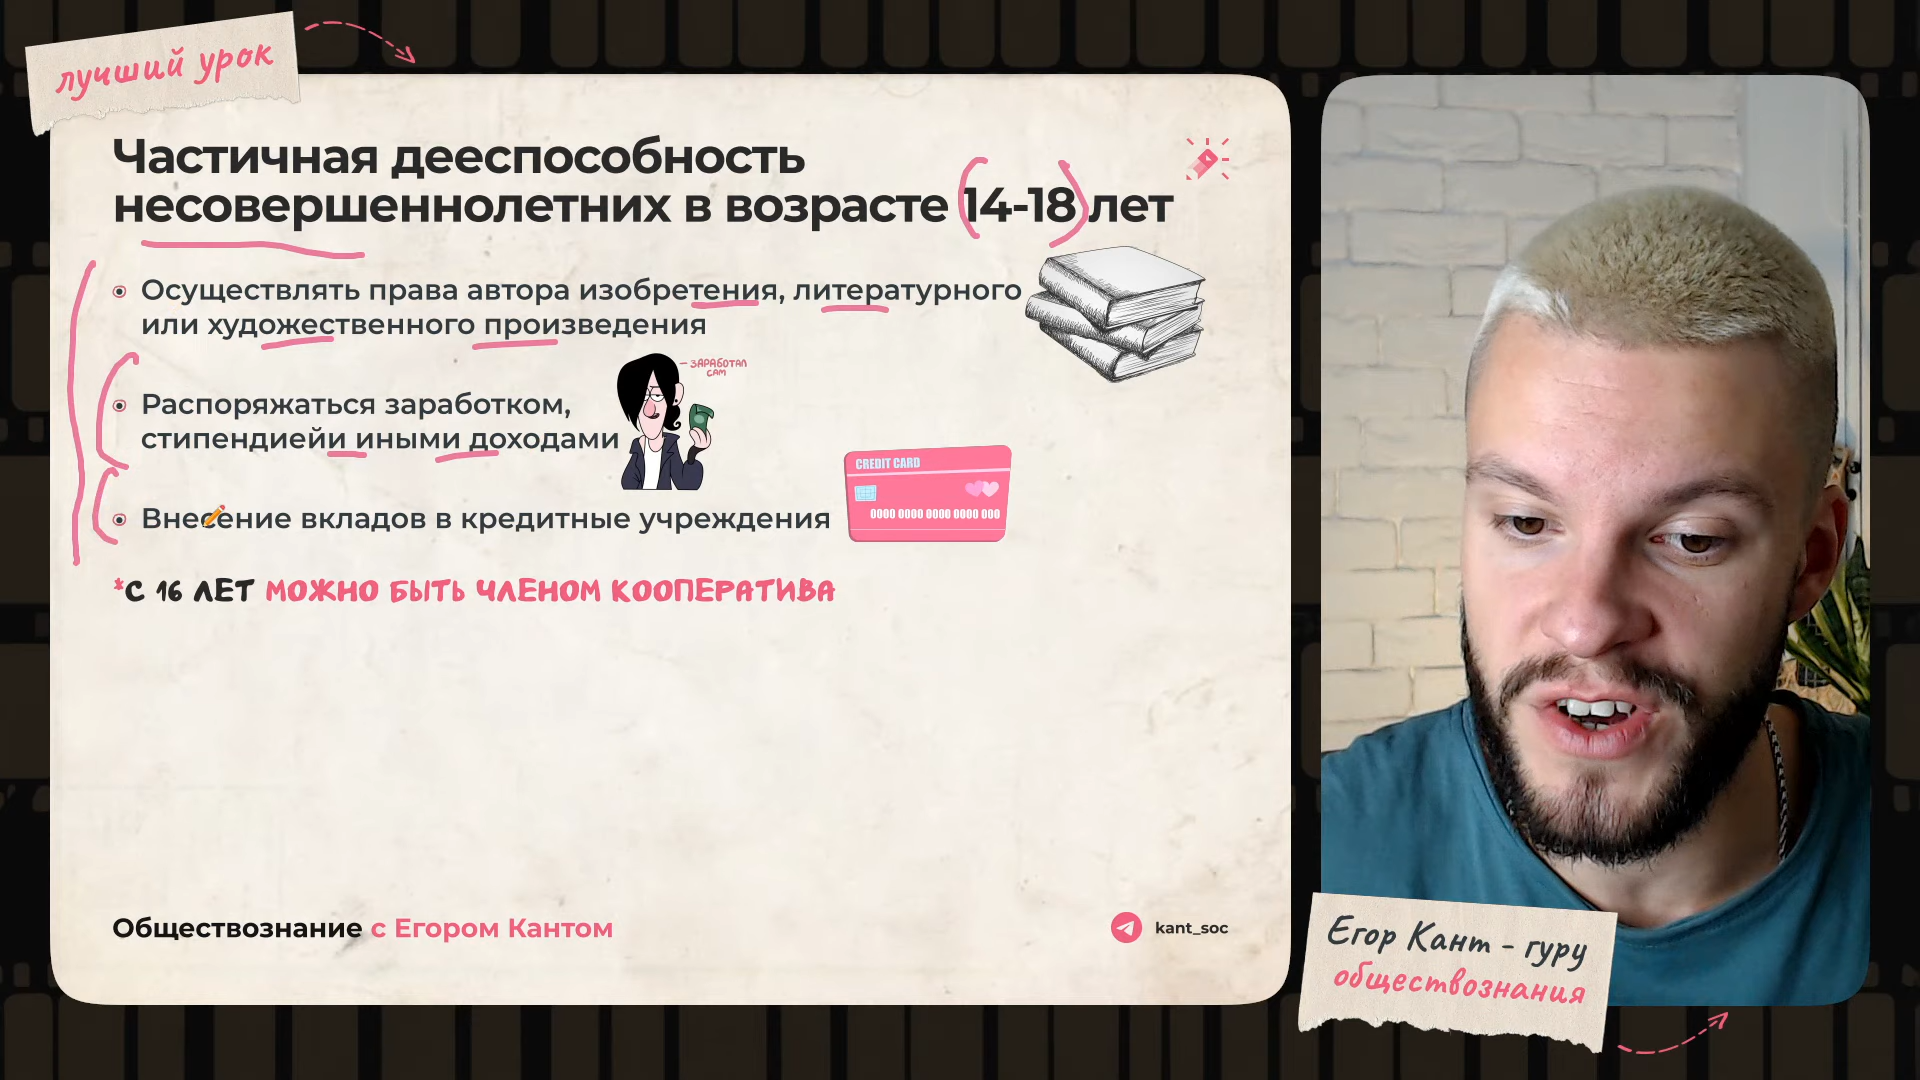 лучший урок
Частичная дееспособность
несовершеннолетних в возрасте 14-18 лет
Осуществлять права автора изобретения, литературного
или художественного произведения
– ЗАРАБОТАЛ
САМ
Распоряжаться заработком,
стипендиейи иными доходами
CREDIT CARD
0000 0000 0000 0000 000
Внесение вкладов в кредитные учреждения
*С 16 ЛЕТ МОЖНО БЫТЬ ЧЛЕНОМ КООПЕРАТИВА
Обществознание с Егором Кантом
kant_soc
Егор Кант - гуру
обществознания